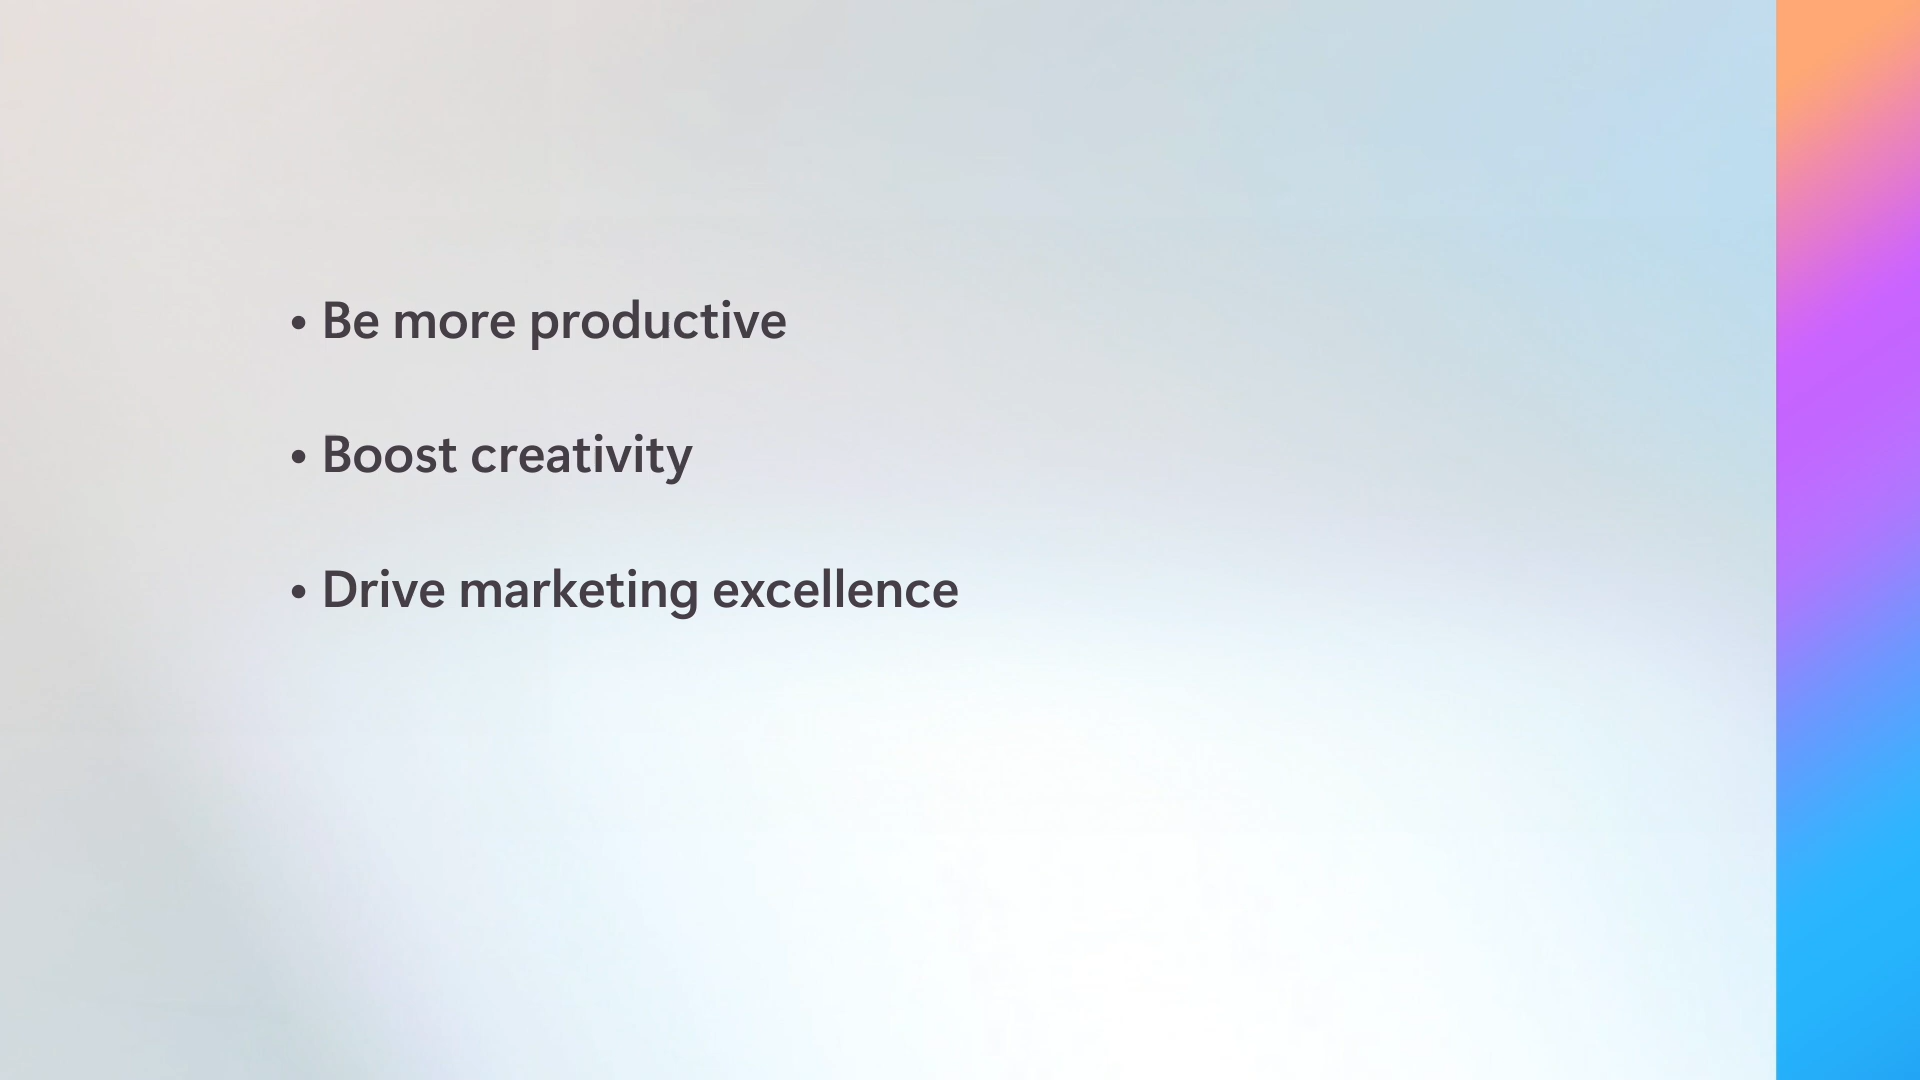 • Be more productive
• Boost creativity
• Drive marketing excellence